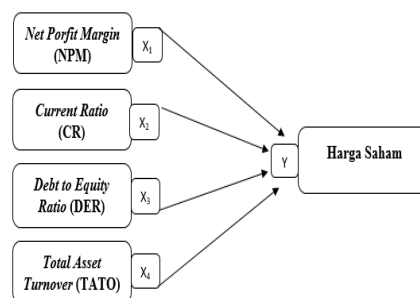 Net Porfit Margin
(NPM)
X1
Current Ratio
(CR)
X2
Debt to Equity
Ratio (DER)
X3
Total Asset
Turnover (TATO)
X4
Y
Harga Saham